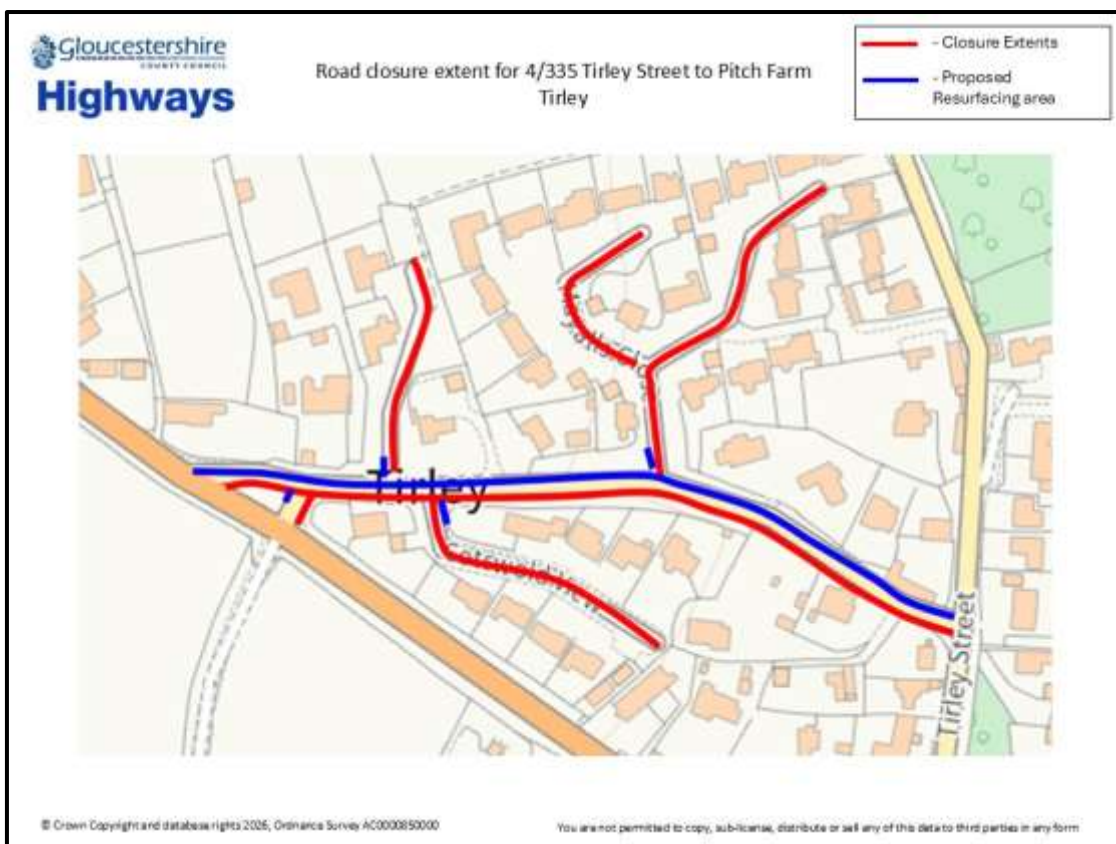 Gloucestershire
COUNTY COUNCIL
Highways
Road closure extent for 4/335 Tirley Street to Pitch Farm
Tirley
- Closure Extents
- Proposed
Resurfacing area
Tirley
Cotswold View
Tirley Street
© Crown Copyright and database rights 2026, Ordnance Survey AC0000850000
You are not permitted to copy, sub-license, distribute or sell any of this data to third parties in any form